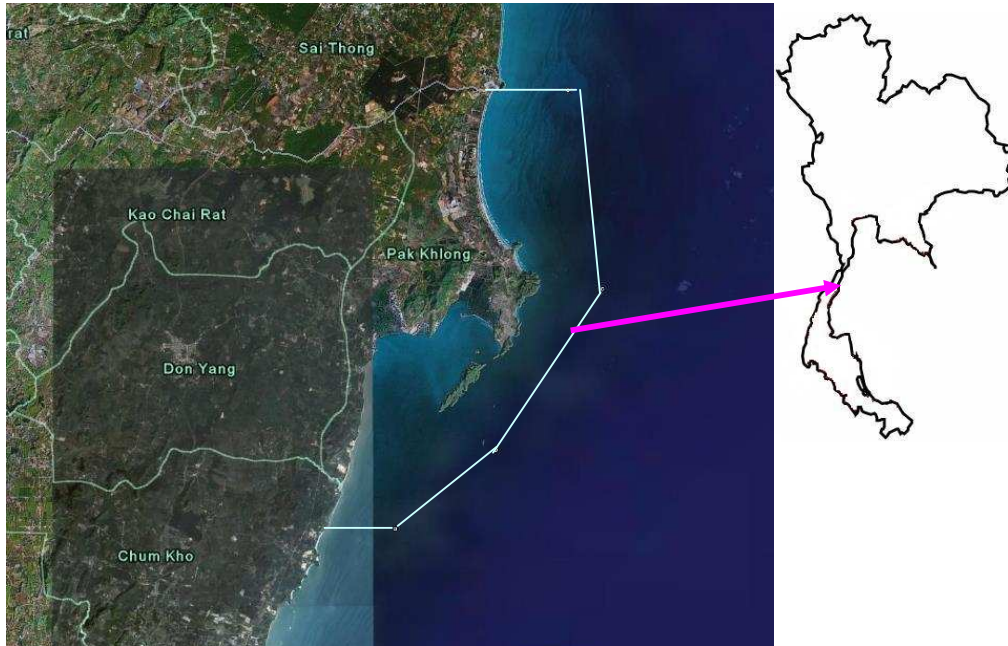 rat
Sai Thong
Kao Chai Rat
Pak Khlong
Don Yang
Chum Kho